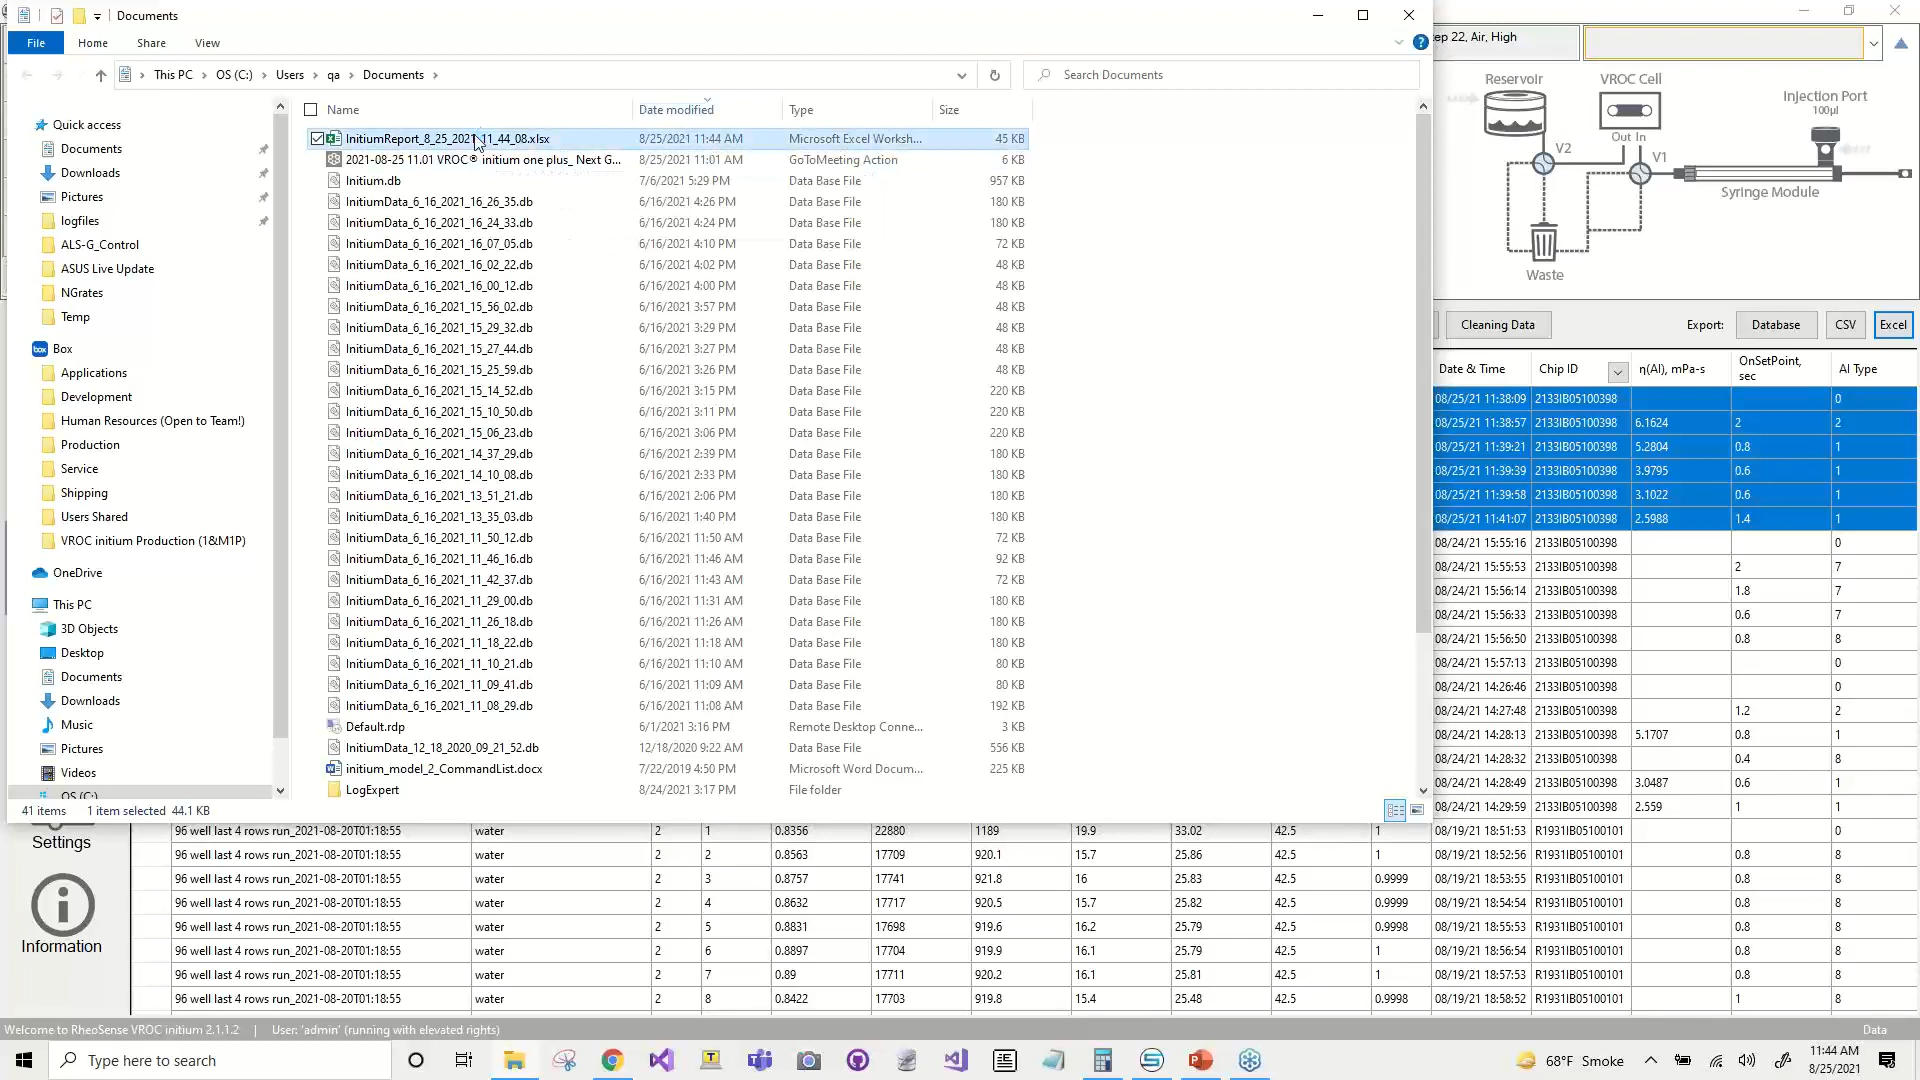 Documents
File Home Share View
This PC OS (C:) Users qa Documents
Search Documents
Quick access
Documents
Downloads
Pictures
logfiles
ALS-G_Control
ASUS Live Update
NGrates
Temp
box Box
Applications
Development
Human Resources (Open to Team!)
Production
Service
Shipping
Users Shared
VROC initium Production (1&M1P)
OneDrive
This PC
3D Objects
Desktop
Documents
Downloads
Music
Pictures
Videos
OS (C:)
Name Date modified Type Size
InitiumReport_8_25_2021_11_44_08.xlsx 8/25/2021 11:44 AM Microsoft Excel Worksh... 45 KB
2021-08-25 11.01 VROC® initium one plus_ Next G... 8/25/2021 11:01 AM GoToMeeting Action 6 KB
Initium.db 7/6/2021 5:29 PM Data Base File 957 KB
InitiumData_6_16_2021_16_26_35.db 6/16/2021 4:26 PM Data Base File 180 KB
InitiumData_6_16_2021_16_24_33.db 6/16/2021 4:24 PM Data Base File 180 KB
InitiumData_6_16_2021_16_07_05.db 6/16/2021 4:10 PM Data Base File 72 KB
InitiumData_6_16_2021_16_02_22.db 6/16/2021 4:02 PM Data Base File 48 KB
InitiumData_6_16_2021_16_00_12.db 6/16/2021 4:00 PM Data Base File 48 KB
InitiumData_6_16_2021_15_56_02.db 6/16/2021 3:57 PM Data Base File 48 KB
InitiumData_6_16_2021_15_29_32.db 6/16/2021 3:29 PM Data Base File 48 KB
InitiumData_6_16_2021_15_27_44.db 6/16/2021 3:27 PM Data Base File 48 KB
InitiumData_6_16_2021_15_25_59.db 6/16/2021 3:26 PM Data Base File 48 KB
InitiumData_6_16_2021_15_14_52.db 6/16/2021 3:15 PM Data Base File 220 KB
InitiumData_6_16_2021_15_10_50.db 6/16/2021 3:11 PM Data Base File 220 KB
InitiumData_6_16_2021_15_06_23.db 6/16/2021 3:06 PM Data Base File 220 KB
InitiumData_6_16_2021_14_37_29.db 6/16/2021 2:39 PM Data Base File 180 KB
InitiumData_6_16_2021_14_10_08.db 6/16/2021 2:33 PM Data Base File 180 KB
InitiumData_6_16_2021_13_51_21.db 6/16/2021 2:06 PM Data Base File 180 KB
InitiumData_6_16_2021_13_35_03.db 6/16/2021 1:40 PM Data Base File 180 KB
InitiumData_6_16_2021_11_50_12.db 6/16/2021 11:50 AM Data Base File 72 KB
InitiumData_6_16_2021_11_46_16.db 6/16/2021 11:46 AM Data Base File 92 KB
InitiumData_6_16_2021_11_42_37.db 6/16/2021 11:43 AM Data Base File 72 KB
InitiumData_6_16_2021_11_29_00.db 6/16/2021 11:31 AM Data Base File 180 KB
InitiumData_6_16_2021_11_26_18.db 6/16/2021 11:26 AM Data Base File 180 KB
InitiumData_6_16_2021_11_18_22.db 6/16/2021 11:18 AM Data Base File 180 KB
InitiumData_6_16_2021_11_10_21.db 6/16/2021 11:10 AM Data Base File 80 KB
InitiumData_6_16_2021_11_09_41.db 6/16/2021 11:09 AM Data Base File 80 KB
InitiumData_6_16_2021_11_08_29.db 6/16/2021 11:08 AM Data Base File 192 KB
Default.rdp 6/1/2021 3:16 PM Remote Desktop Conne... 3 KB
InitiumData_12_18_2020_09_21_52.db 12/18/2020 9:22 AM Data Base File 556 KB
initium_model_2_CommandList.docx 7/22/2019 4:50 PM Microsoft Word Docum... 225 KB
LogExpert 8/24/2021 3:17 PM File folder
41 items 1 item selected 44.1 KB
ep 22, Air, High
Reservoir VROC Cell
Injection Port
100µl
Out In
V2 V1
Syringe Module
Waste
Cleaning Data Export: Database CSV Excel
Date & Time Chip ID η(AI), mPa-s OnSetPoint, sec AI Type
08/25/21 11:38:09 2133IB05100398 0
08/25/21 11:38:57 2133IB05100398 6.1624 2 2
08/25/21 11:39:21 2133IB05100398 5.2804 0.8 1
08/25/21 11:39:39 2133IB05100398 3.9795 0.6 1
08/25/21 11:39:58 2133IB05100398 3.1022 0.6 1
08/25/21 11:41:07 2133IB05100398 2.5988 1.4 1
08/24/21 15:55:16 2133IB05100398 0
08/24/21 15:55:53 2133IB05100398 2 7
08/24/21 15:56:14 2133IB05100398 1.8 7
08/24/21 15:56:33 2133IB05100398 0.6 7
08/24/21 15:56:50 2133IB05100398 0.8 8
08/24/21 15:57:13 2133IB05100398 0
08/24/21 14:26:46 2133IB05100398 0
08/24/21 14:27:48 2133IB05100398 1.2 2
08/24/21 14:28:13 2133IB05100398 5.1707 0.8 1
08/24/21 14:28:32 2133IB05100398 0.4 8
08/24/21 14:28:49 2133IB05100398 3.0487 0.6 1
08/24/21 14:29:59 2133IB05100398 2.559 1 1
96 well last 4 rows run_2021-08-20T01:18:55 water 2 1 0.8356 22880 1189 19.9 33.02 42.5 1 08/19/21 18:51:53 R1931IB05100101 0
96 well last 4 rows run_2021-08-20T01:18:55 water 2 2 0.8563 17709 920.1 15.7 25.86 42.5 1 08/19/21 18:52:56 R1931IB05100101 0.8 8
96 well last 4 rows run_2021-08-20T01:18:55 water 2 3 0.8757 17741 921.8 16 25.83 42.5 0.9999 08/19/21 18:53:55 R1931IB05100101 0.8 8
96 well last 4 rows run_2021-08-20T01:18:55 water 2 4 0.8632 17717 920.5 15.7 25.82 42.5 0.9999 08/19/21 18:54:54 R1931IB05100101 0.8 8
96 well last 4 rows run_2021-08-20T01:18:55 water 2 5 0.8831 17698 919.6 16.2 25.79 42.5 0.9998 08/19/21 18:55:53 R1931IB05100101 0.8 8
96 well last 4 rows run_2021-08-20T01:18:55 water 2 6 0.8897 17704 919.9 16.1 25.79 42.5 1 08/19/21 18:56:54 R1931IB05100101 0.8 8
96 well last 4 rows run_2021-08-20T01:18:55 water 2 7 0.89 17711 920.2 16.1 25.81 42.5 1 08/19/21 18:57:53 R1931IB05100101 0.8 8
96 well last 4 rows run_2021-08-20T01:18:55 water 2 8 0.8422 17703 919.8 15.4 25.48 42.5 0.9998 08/19/21 18:58:52 R1931IB05100101 1 8
Settings
Information
Welcome to RheoSense VROC initium 2.1.1.2 | User: 'admin' (running with elevated rights) Data
Type here to search
68°F Smoke
11:44 AM
8/25/2021